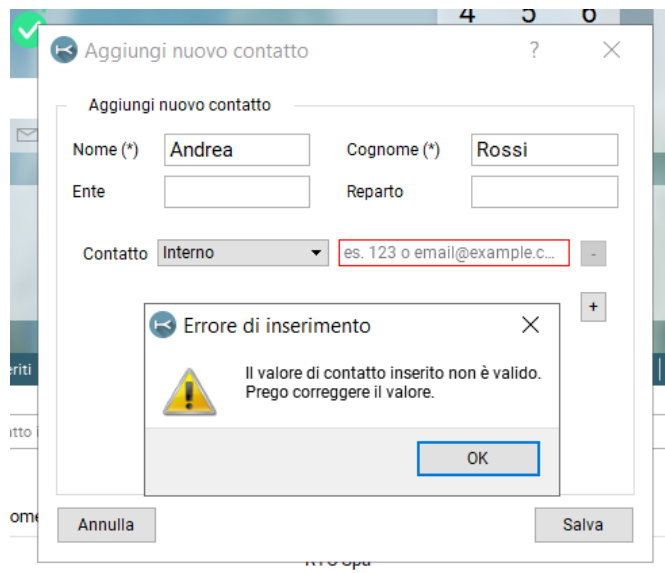 4 5 6
Aggiungi nuovo contatto ?
Aggiungi nuovo contatto
Nome (*) Andrea Cognome (*) Rossi
Ente Reparto
Contatto Interno es. 123 o email@example.c... -
+
Errore di inserimento
Il valore di contatto inserito non è valido.
Prego correggere il valore.
OK
Annulla Salva